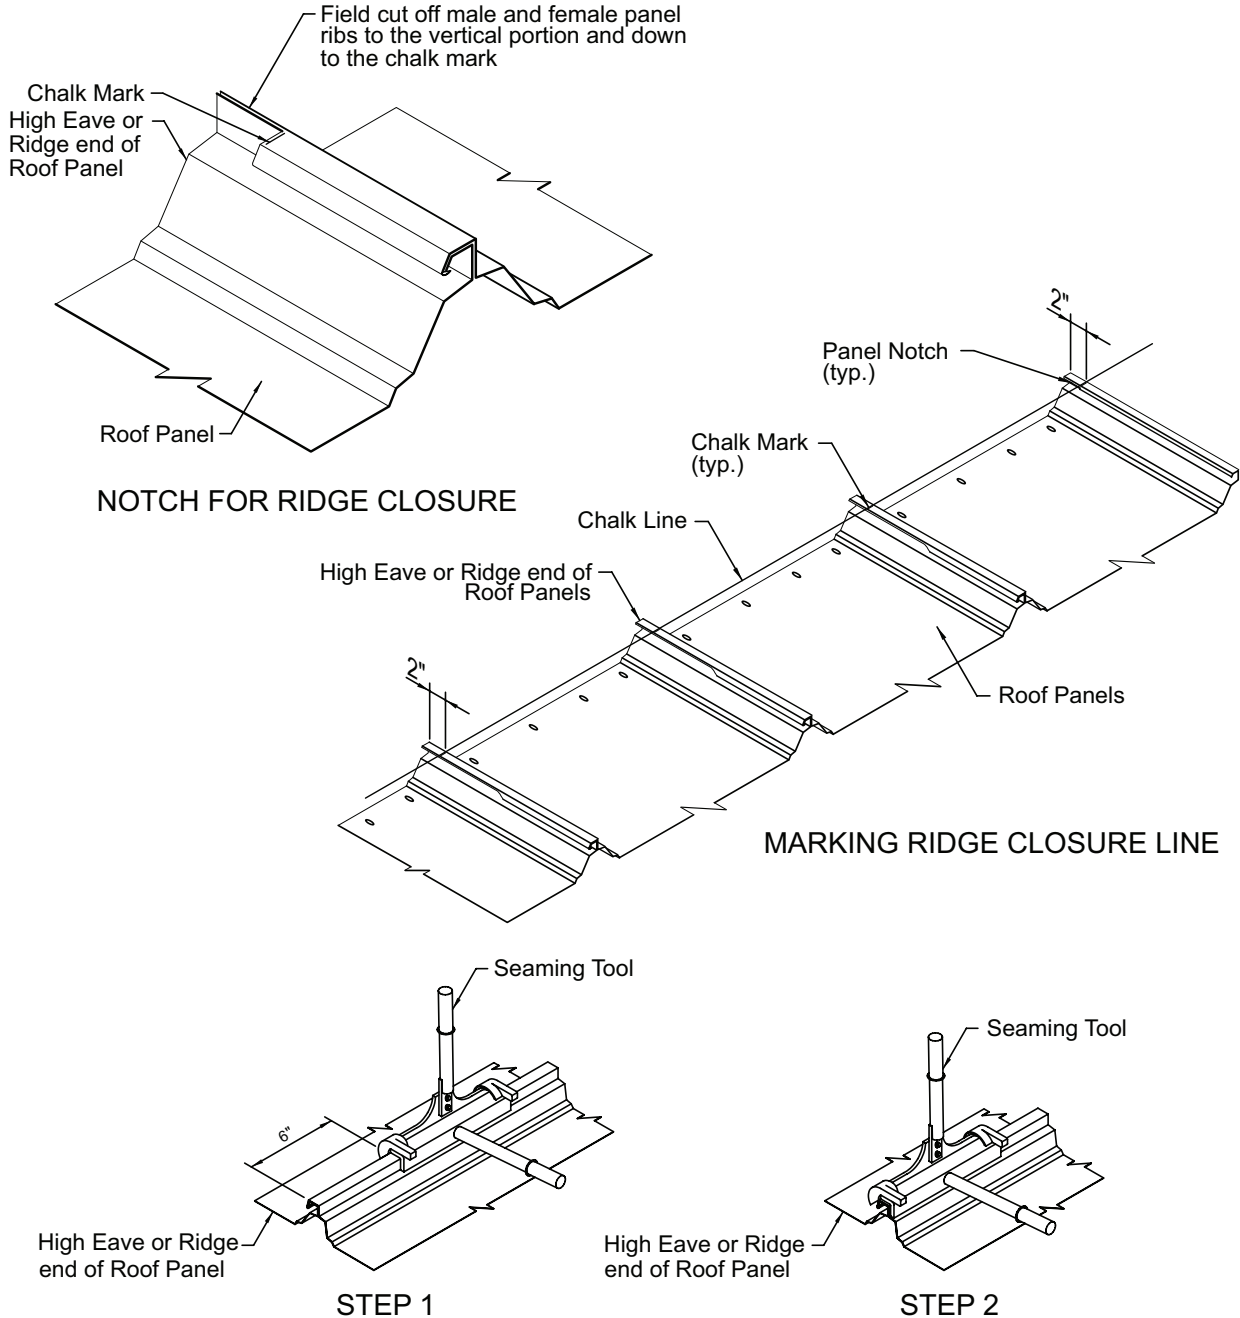 Field cut off male and female panel
ribs to the vertical portion and down
to the chalk mark
Chalk Mark
High Eave or
Ridge end of
Roof Panel
Roof Panel
NOTCH FOR RIDGE CLOSURE
2"
Panel Notch
(typ.)
Chalk Mark
(typ.)
Chalk Line
High Eave or Ridge end of
Roof Panels
2"
Roof Panels
MARKING RIDGE CLOSURE LINE
Seaming Tool
6"
High Eave or Ridge
end of Roof Panel
STEP 1
Seaming Tool
High Eave or Ridge
end of Roof Panel
STEP 2